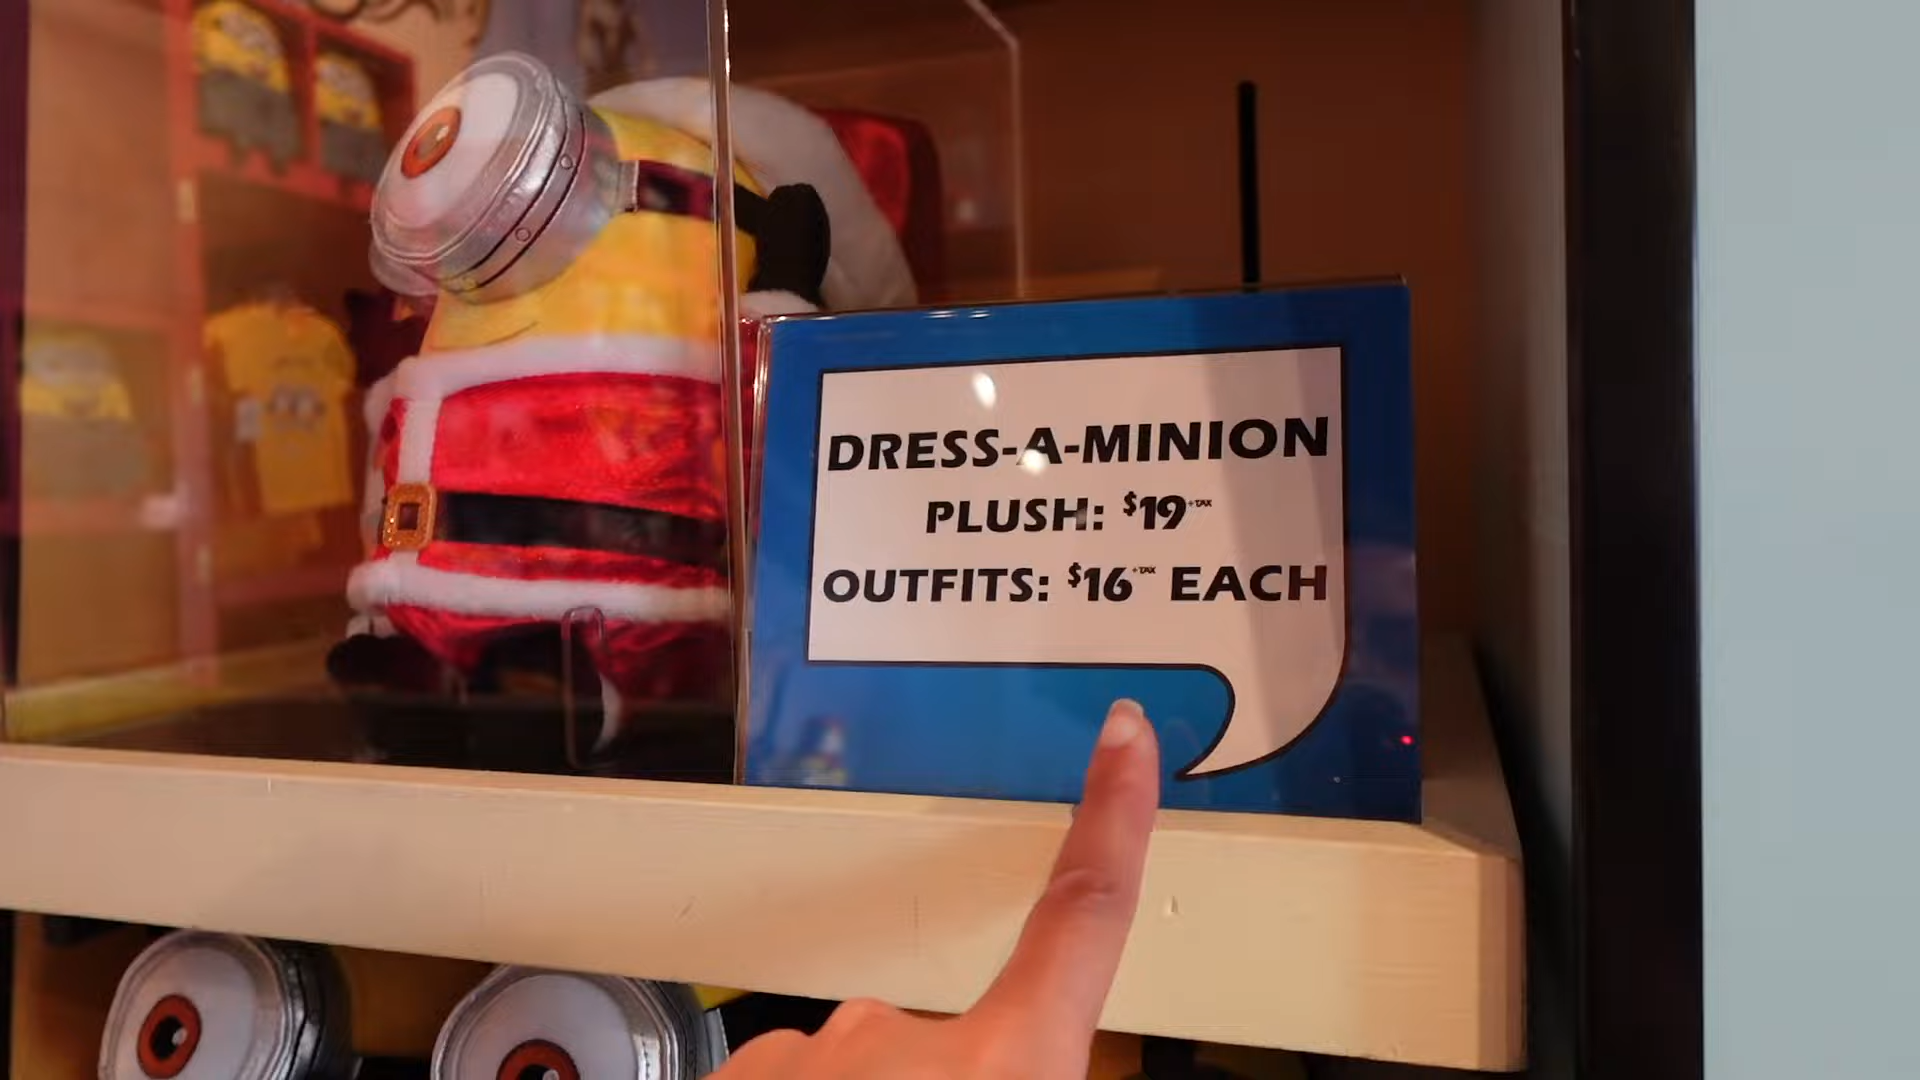 DRESS-A-MINION
PLUSH: $19+TAX
OUTFITS: $16+TAX EACH